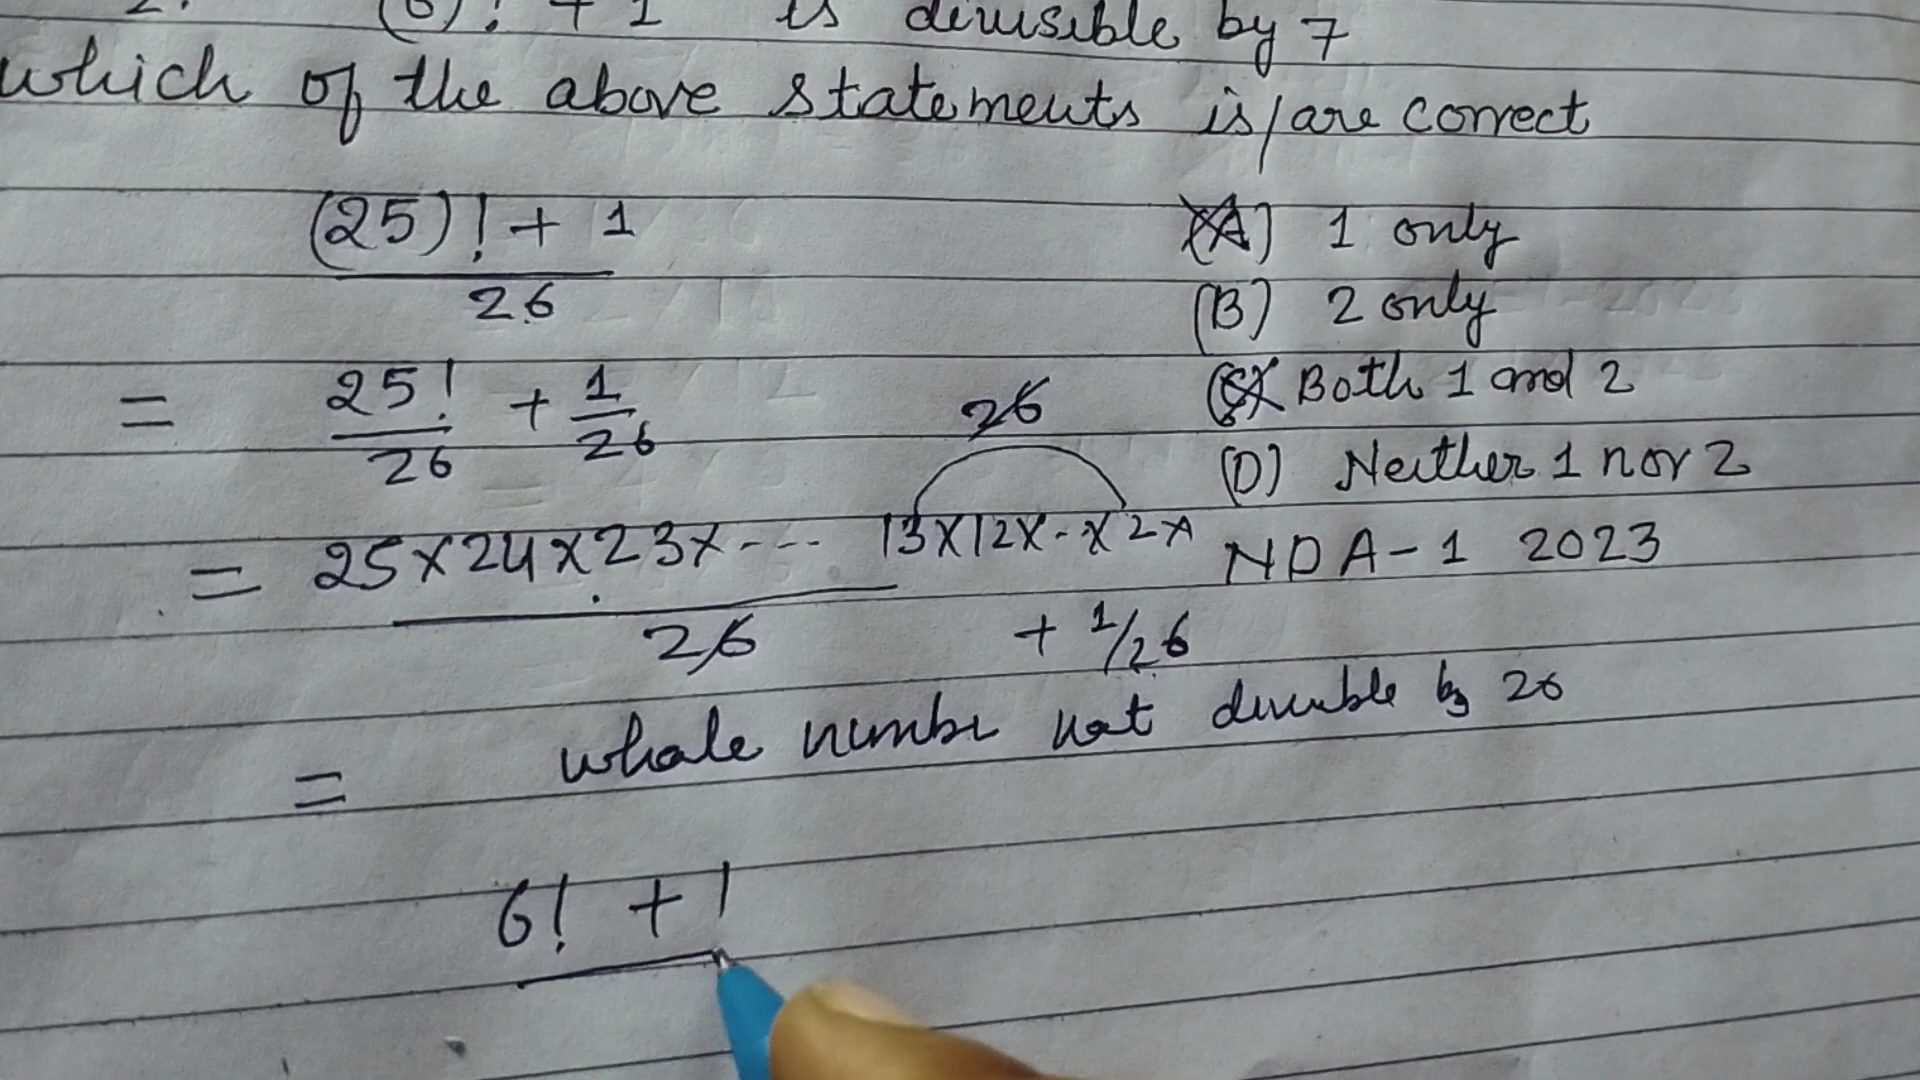 2. (6)! + 1 is divisible by 7
which of the above statements is/are correct
(25)! + 1
26
(A) 1 only
(B) 2 only
= 25!/26 + 1/26
26
(C) Both 1 and 2
(D) Neither 1 nor 2
= 25×24×23×--- 13×12×-×2×
26
+ 1/26
NDA-1 2023
= whole number not divisible by 26
6! + 1